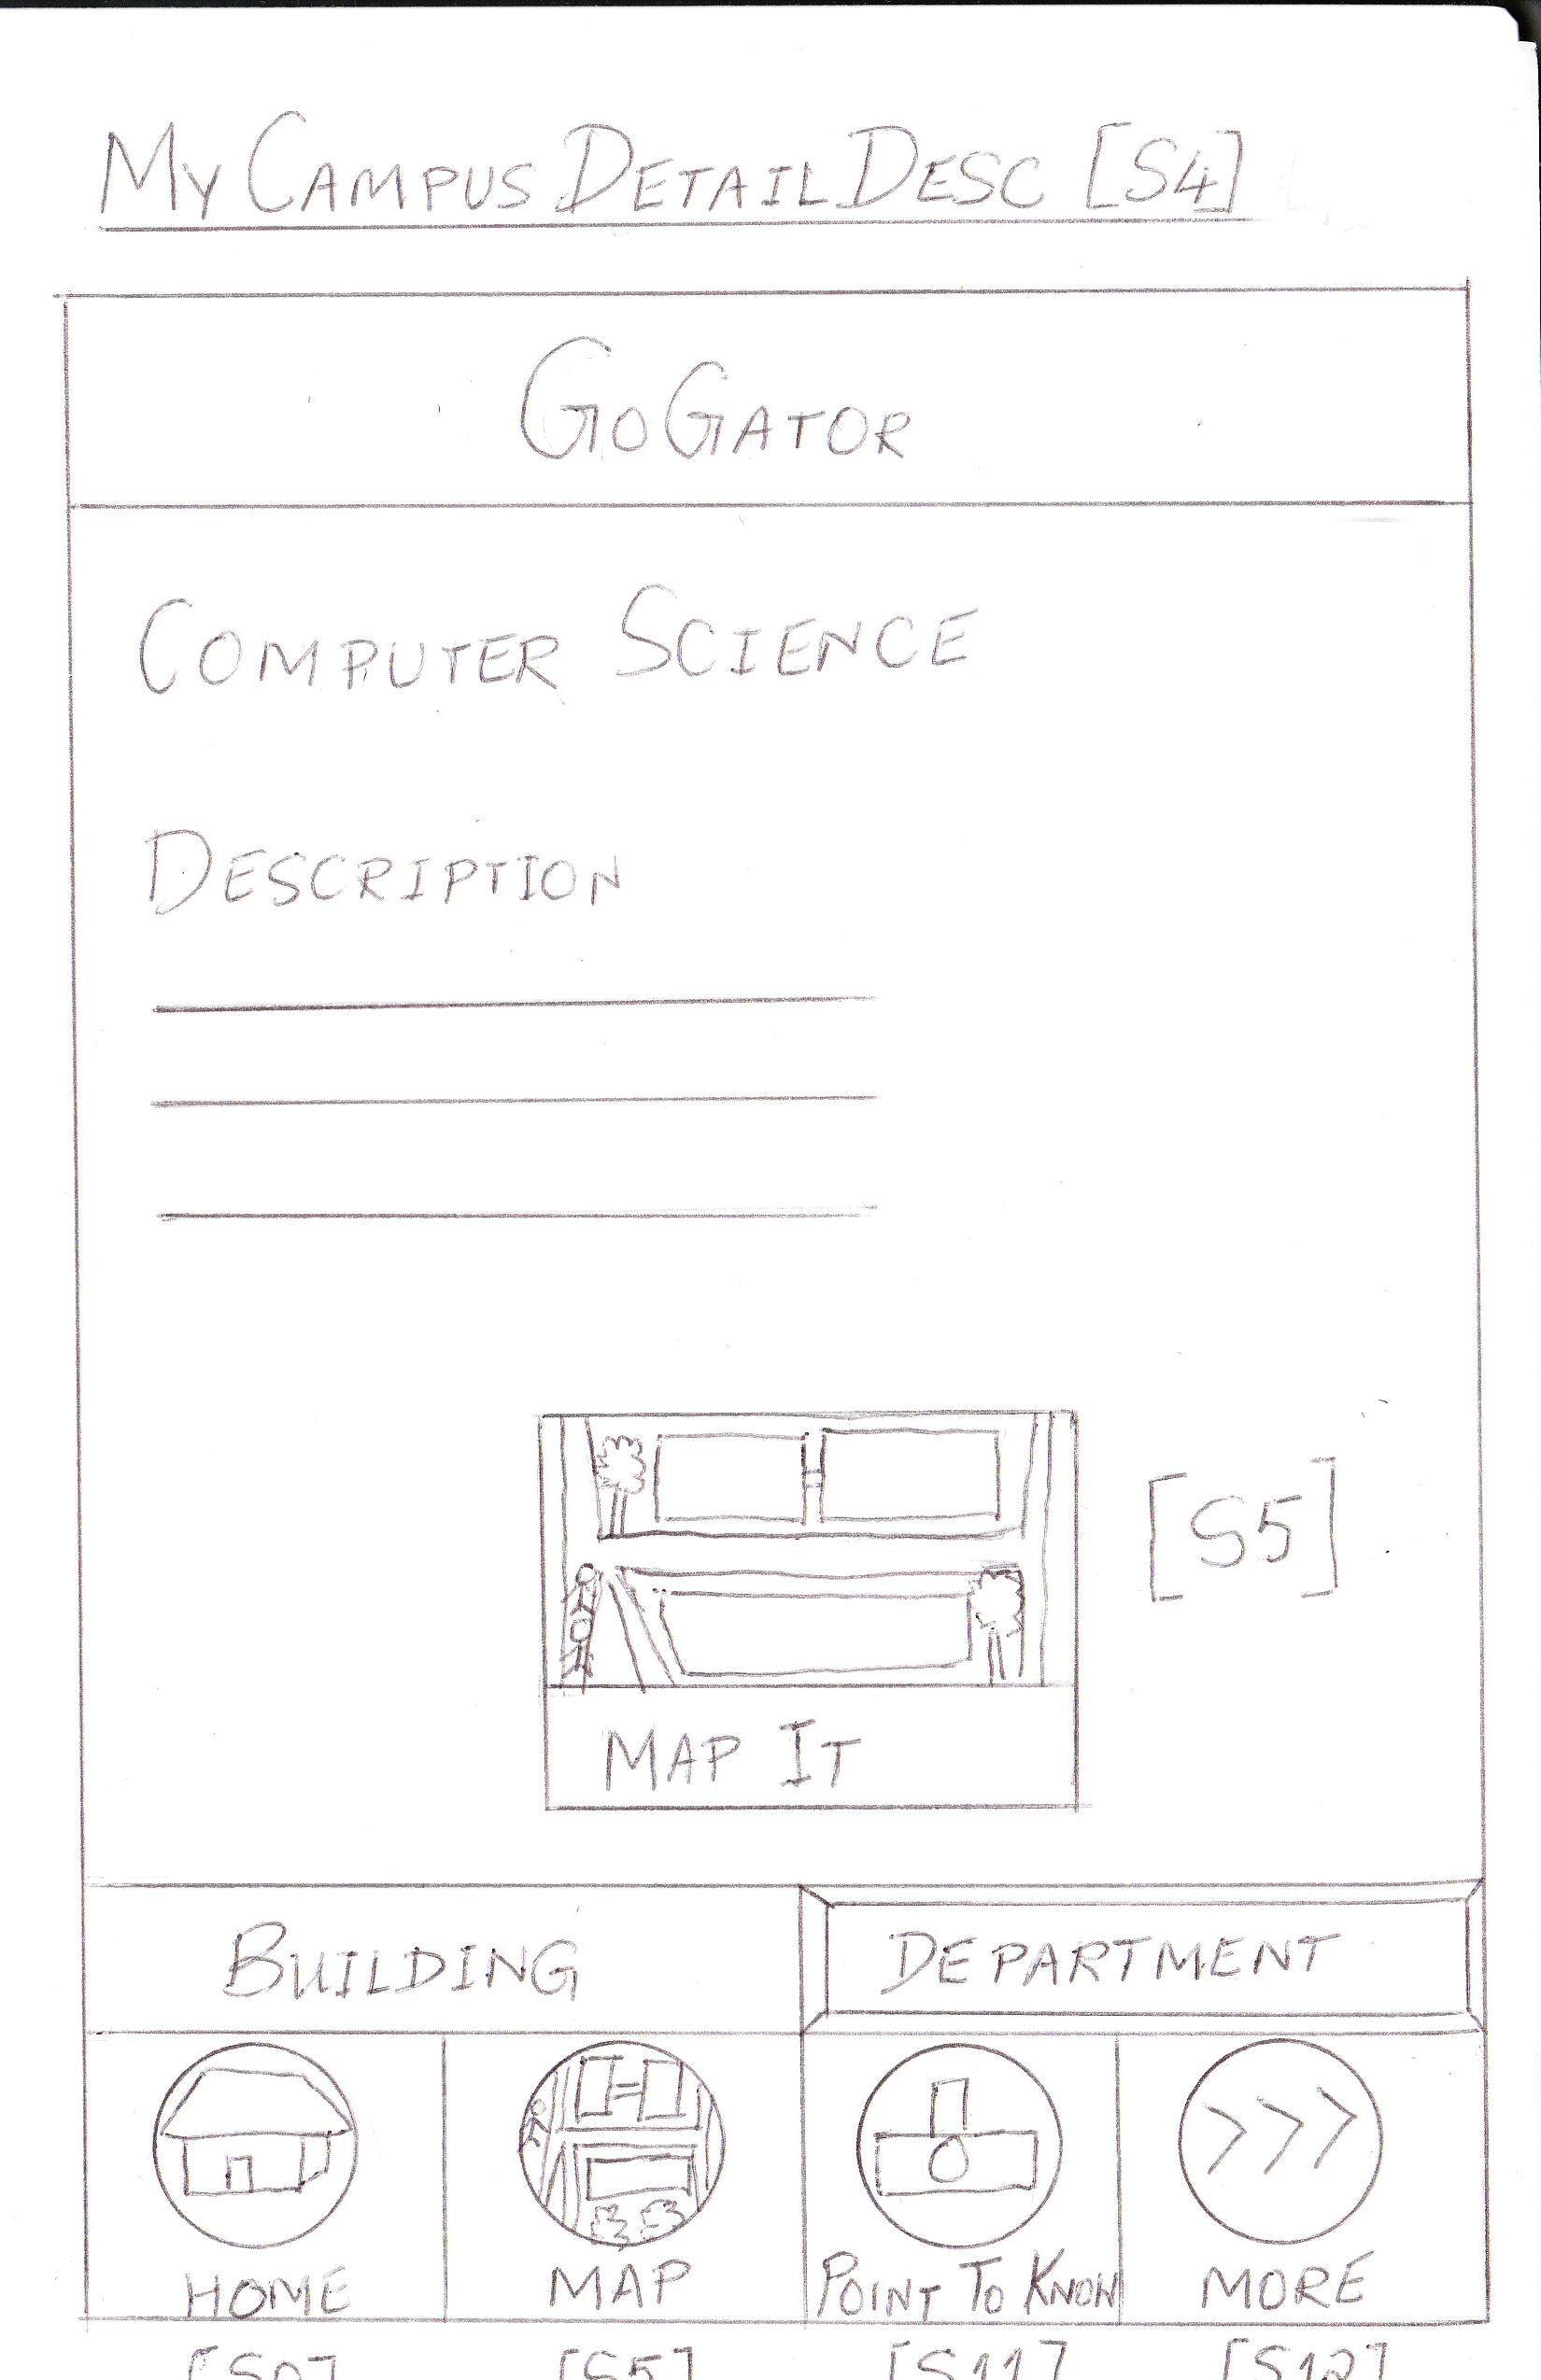 My Campus Detail Desc [S4]
GoGator
Computer Science
Description
[S5]
Map It
Building Department
Home Map Point To Know More
[S5] [S11] [S12]